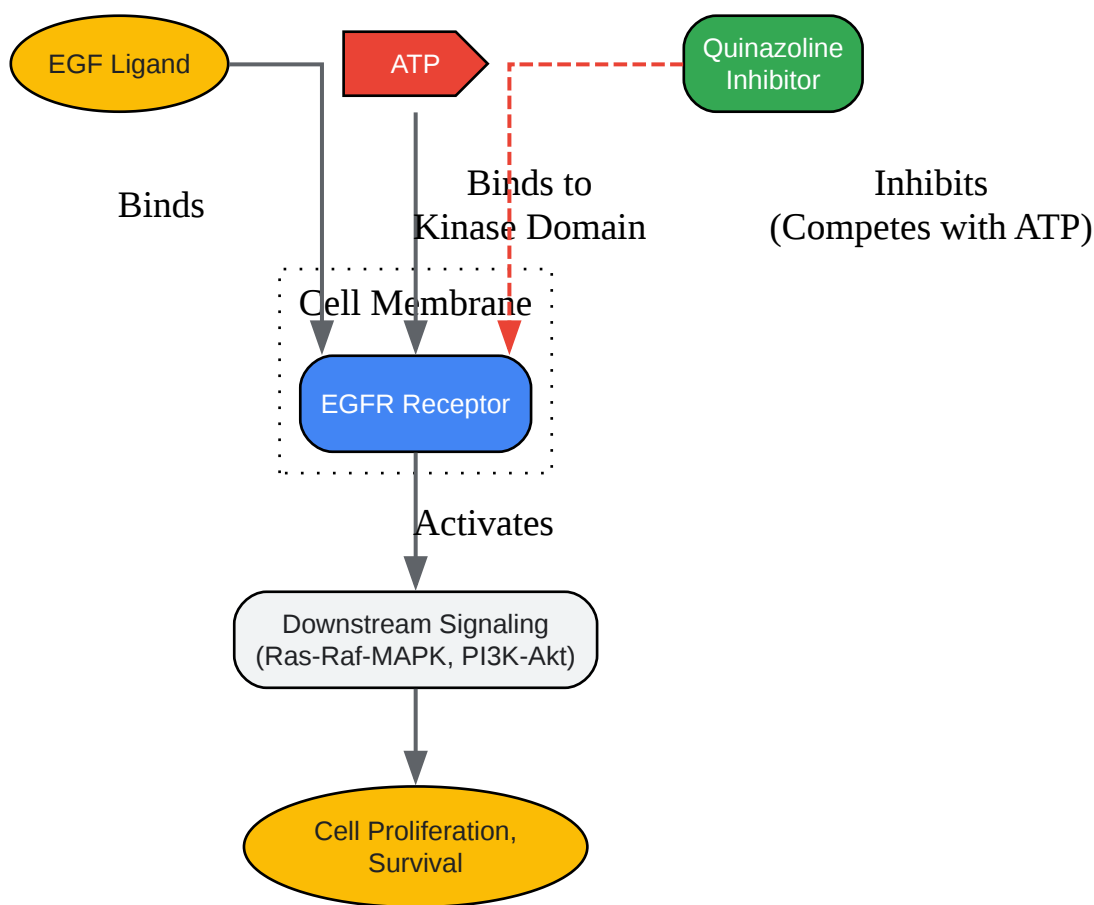 EGF Ligand
ATP
Quinazoline
Inhibitor
Binds
Binds to
Kinase Domain
Inhibits
(Competes with ATP)
Cell Membrane
EGFR Receptor
Activates
Downstream Signaling
(Ras-Raf-MAPK, PI3K-Akt)
Cell Proliferation,
Survival